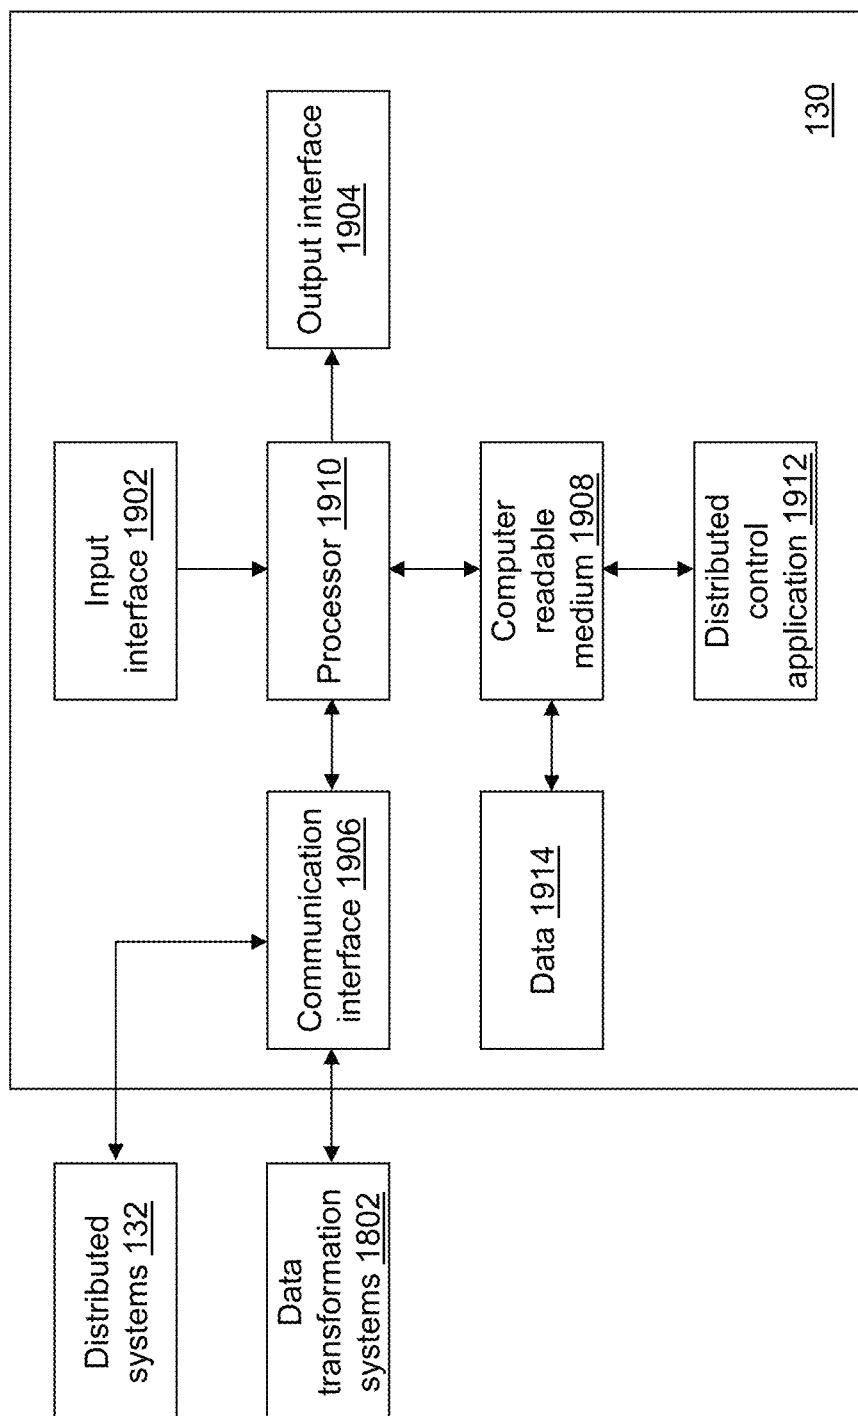 Distributed
systems 132
Data
transformation
systems 1802
Communication
interface 1906
Data 1914
Input
interface 1902
Processor 1910
Computer
readable
medium 1908
Distributed
control
application 1912
Output interface
1904
130